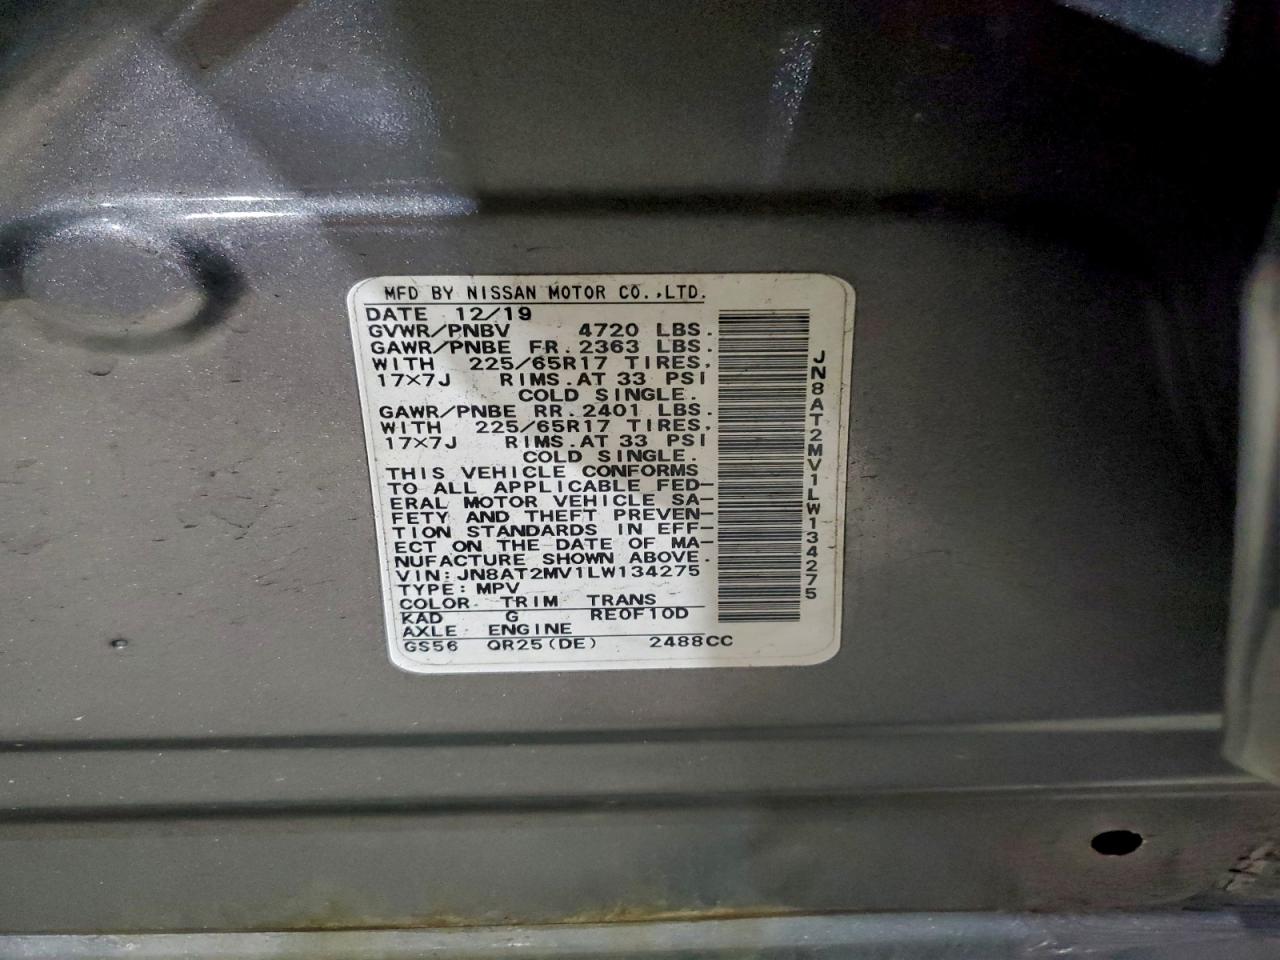 MFD BY NISSAN MOTOR CO.,LTD.
DATE 12/19
GVWR/PNBV 4720 LBS.
GAWR/PNBE FR. 2363 LBS.
WITH 225/65R17 TIRES.
17×7J RIMS.AT 33 PSI
COLD SINGLE.
GAWR/PNBE RR. 2401 LBS.
WITH 225/65R17 TIRES.
17×7J RIMS.AT 33 PSI
COLD SINGLE.
THIS VEHICLE CONFORMS
TO ALL APPLICABLE FED-
ERAL MOTOR VEHICLE SA-
FETY AND THEFT PREVEN-
TION STANDARDS IN EFF-
ECT ON THE DATE OF MA-
NUFACTURE SHOWN ABOVE.
VIN:JN8AT2MV1LW134275
TYPE:MPV
COLOR TRIM TRANS
KAD G RE0F10D
AXLE ENGINE
GS56 QR25(DE) 2488CC
JN8AT2MV1LW134275